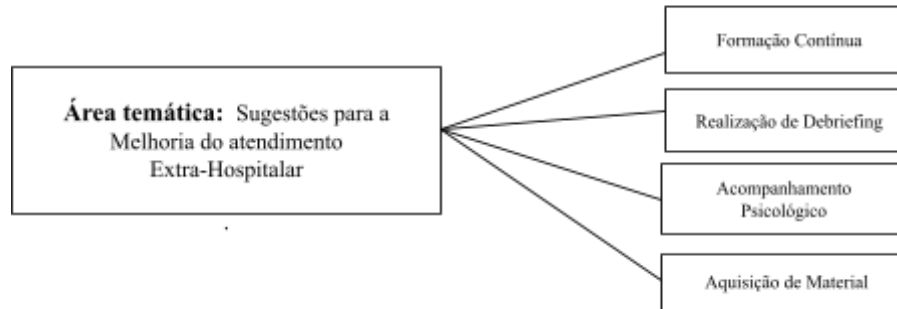 Área temática: Sugestões para a
Melhoria do atendimento
Extra-Hospitalar
.
Formação Contínua
Realização de Debriefing
Acompanhamento
Psicológico
Aquisição de Material